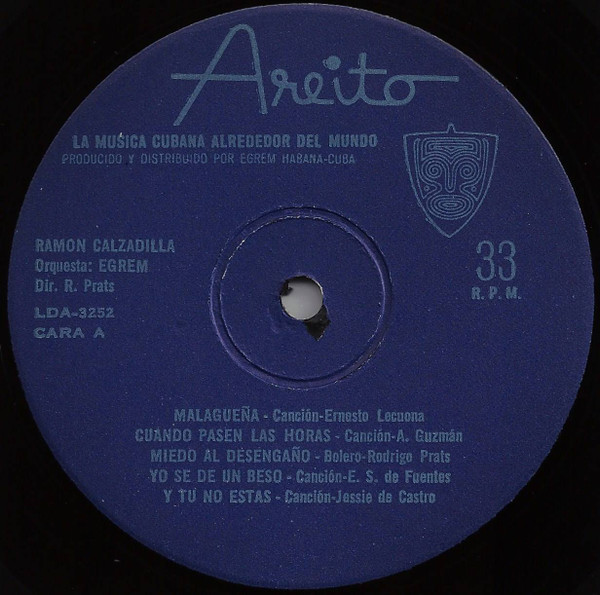 Areito
LA MUSICA CUBANA ALREDEDOR DEL MUNDO
PRODUCIDO Y DISTRIBUIDO POR EGREM HABANA-CUBA
RAMON CALZADILLA
Orquesta: EGREM
Dir. R. Prats
LDA-3252
CARA A
33
R. P. M.
MALAGUEÑA - Canción-Ernesto Lecuona
CUANDO PASEN LAS HORAS - Canción-A. Guzmán
MIEDO AL DESENGAÑO - Bolero-Rodrigo Prats
YO SE DE UN BESO - Canción-E. S. de Fuentes
Y TU NO ESTAS - Canción-Jessie de Castro